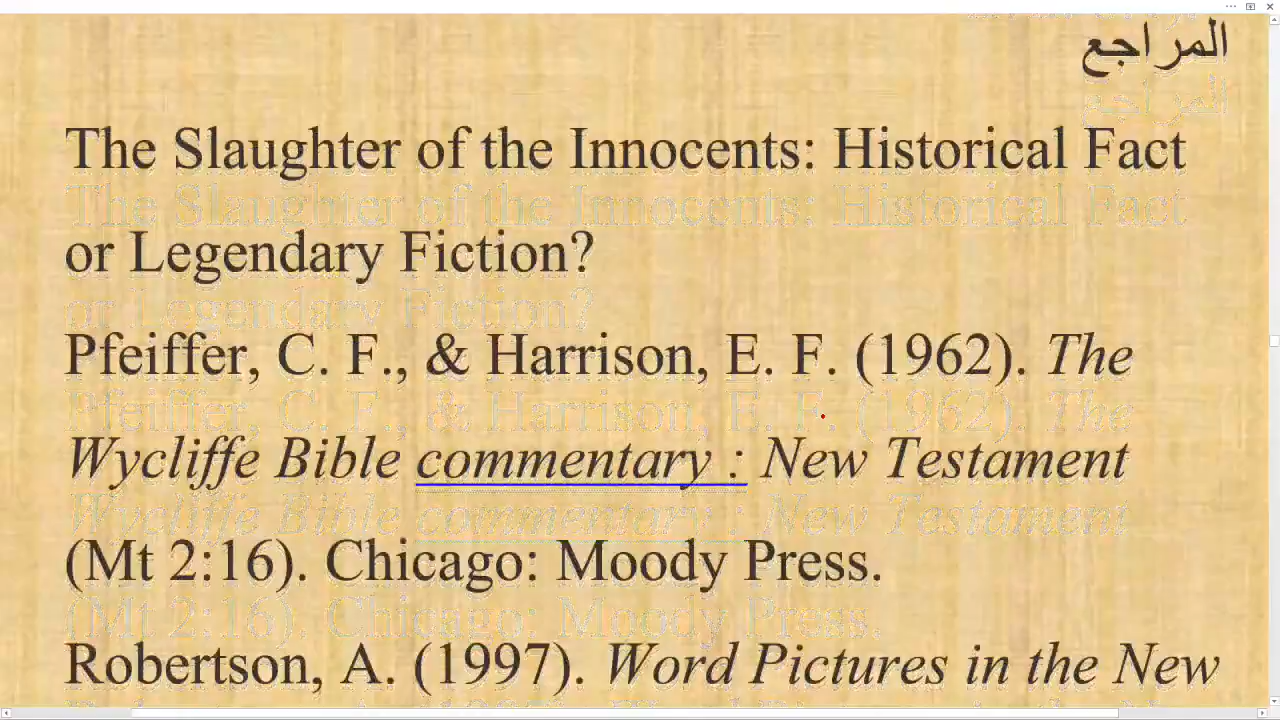 المراجع
The Slaughter of the Innocents: Historical Fact
or Legendary Fiction?
Pfeiffer, C. F., & Harrison, E. F. (1962). The
Wycliffe Bible commentary : New Testament
(Mt 2:16). Chicago: Moody Press.
Robertson, A. (1997). Word Pictures in the New